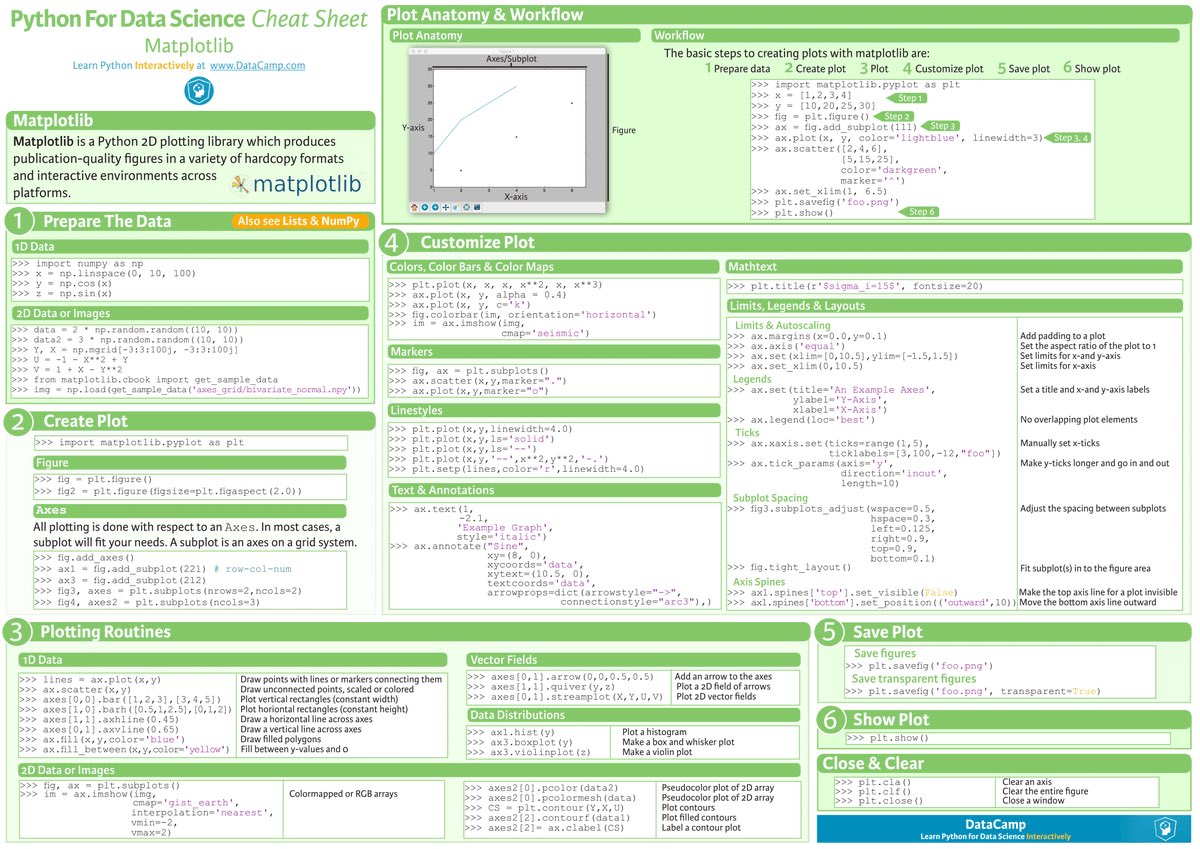 Python For Data Science Cheat Sheet
Matplotlib
Learn Python Interactively at www.DataCamp.com
Matplotlib
Matplotlib is a Python 2D plotting library which produces
publication-quality figures in a variety of hardcopy formats
and interactive environments across
platforms.
matplotlib
1 Prepare The Data
Also see Lists & NumPy
1D Data
>>> import numpy as np
>>> x = np.linspace(0, 10, 100)
>>> y = np.cos(x)
>>> z = np.sin(x)
2D Data or Images
>>> data = 2 * np.random.random((10, 10))
>>> data2 = 3 * np.random.random((10, 10))
>>> Y, X = np.mgrid[-3:3:100j, -3:3:100j]
>>> U = -1 - X**2 + Y
>>> V = 1 + X - Y**2
>>> from matplotlib.cbook import get_sample_data
>>> img = np.load(get_sample_data('axes_grid/bivariate_normal.npy'))
2 Create Plot
>>> import matplotlib.pyplot as plt
Figure
>>> fig = plt.figure()
>>> fig2 = plt.figure(figsize=plt.figaspect(2.0))
Axes
All plotting is done with respect to an Axes. In most cases, a
subplot will fit your needs. A subplot is an axes on a grid system.
>>> fig.add_axes()
>>> ax1 = fig.add_subplot(221) # row-col-num
>>> ax3 = fig.add_subplot(212)
>>> fig3, axes = plt.subplots(nrows=2,ncols=2)
>>> fig4, axes2 = plt.subplots(ncols=3)
Plot Anatomy & Workflow
Plot Anatomy
Axes/Subplot
Y-axis
Figure
X-axis
Workflow
The basic steps to creating plots with matplotlib are:
1 Prepare data 2 Create plot 3 Plot 4 Customize plot 5 Save plot 6 Show plot
>>> import matplotlib.pyplot as plt
>>> x = [1,2,3,4]
>>> y = [10,20,25,30] Step 1
>>> fig = plt.figure() Step 2
>>> ax = fig.add_subplot(111) Step 3
>>> ax.plot(x, y, color='lightblue', linewidth=3) Step 3, 4
>>> ax.scatter([2,4,6],
[5,15,25],
color='darkgreen',
marker='^')
>>> ax.set_xlim(1, 6.5)
>>> plt.savefig('foo.png')
>>> plt.show() Step 6
4 Customize Plot
Colors, Color Bars & Color Maps
>>> plt.plot(x, x, x, x**2, x, x**3)
>>> ax.plot(x, y, alpha = 0.4)
>>> ax.plot(x, y, c='k')
>>> fig.colorbar(im, orientation='horizontal')
>>> im = ax.imshow(img,
cmap='seismic')
Markers
>>> fig, ax = plt.subplots()
>>> ax.scatter(x,y,marker=".")
>>> ax.plot(x,y,marker="o")
Linestyles
>>> plt.plot(x,y,linewidth=4.0)
>>> plt.plot(x,y,ls='solid')
>>> plt.plot(x,y,ls='--')
>>> plt.plot(x,y,'--',x**2,y**2,'-.')
>>> plt.setp(lines,color='r',linewidth=4.0)
Text & Annotations
>>> ax.text(1,
-2.1,
'Example Graph',
style='italic')
>>> ax.annotate("Sine",
xy=(8, 0),
xycoords='data',
xytext=(10.5, 0),
textcoords='data',
arrowprops=dict(arrowstyle="->",
connectionstyle="arc3"),)
Mathtext
>>> plt.title(r'$sigma_i=15$', fontsize=20)
Limits, Legends & Layouts
Limits & Autoscaling
>>> ax.margins(x=0.0,y=0.1) Add padding to a plot
>>> ax.axis('equal') Set the aspect ratio of the plot to 1
>>> ax.set(xlim=[0,10.5],ylim=[-1.5,1.5]) Set limits for x-and y-axis
>>> ax.set_xlim(0,10.5) Set limits for x-axis
Legends
>>> ax.set(title='An Example Axes', Set a title and x-and y-axis labels
ylabel='Y-Axis',
xlabel='X-Axis')
>>> ax.legend(loc='best') No overlapping plot elements
Ticks
>>> ax.xaxis.set(ticks=range(1,5), Manually set x-ticks
ticklabels=[3,100,-12,"foo"])
>>> ax.tick_params(axis='y', Make y-ticks longer and go in and out
direction='inout',
length=10)
Subplot Spacing
>>> fig3.subplots_adjust(wspace=0.5, Adjust the spacing between subplots
hspace=0.3,
left=0.125,
right=0.9,
top=0.9,
bottom=0.1)
>>> fig.tight_layout() Fit subplot(s) in to the figure area
Axis Spines
>>> ax1.spines['top'].set_visible(False) Make the top axis line for a plot invisible
>>> ax1.spines['bottom'].set_position(('outward',10)) Move the bottom axis line outward
3 Plotting Routines
1D Data
>>> lines = ax.plot(x,y) Draw points with lines or markers connecting them
>>> ax.scatter(x,y) Draw unconnected points, scaled or colored
>>> axes[0,0].bar([1,2,3],[3,4,5]) Plot vertical rectangles (constant width)
>>> axes[1,0].barh([0.5,1,2.5],[0,1,2]) Plot horiontal rectangles (constant height)
>>> axes[1,1].axhline(0.45) Draw a horizontal line across axes
>>> axes[0,1].axvline(0.65) Draw a vertical line across axes
>>> ax.fill(x,y,color='blue') Draw filled polygons
>>> ax.fill_between(x,y,color='yellow') Fill between y-values and 0
2D Data or Images
>>> fig, ax = plt.subplots()
>>> im = ax.imshow(img, Colormapped or RGB arrays
cmap='gist_earth',
interpolation='nearest',
vmin=-2,
vmax=2)
Vector Fields
>>> axes[0,1].arrow(0,0,0.5,0.5) Add an arrow to the axes
>>> axes[1,1].quiver(y,z) Plot a 2D field of arrows
>>> axes[0,1].streamplot(X,Y,U,V) Plot 2D vector fields
Data Distributions
>>> ax1.hist(y) Plot a histogram
>>> ax3.boxplot(y) Make a box and whisker plot
>>> ax3.violinplot(z) Make a violin plot
>>> axes2[0].pcolor(data2) Pseudocolor plot of 2D array
>>> axes2[0].pcolormesh(data) Pseudocolor plot of 2D array
>>> CS = plt.contour(Y,X,U) Plot contours
>>> axes2[2].contourf(data1) Plot filled contours
>>> axes2[2]= ax.clabel(CS) Label a contour plot
5 Save Plot
Save figures
>>> plt.savefig('foo.png')
Save transparent figures
>>> plt.savefig('foo.png', transparent=True)
6 Show Plot
>>> plt.show()
Close & Clear
>>> plt.cla() Clear an axis
>>> plt.clf() Clear the entire figure
>>> plt.close() Close a window
DataCamp
Learn Python for Data Science Interactively